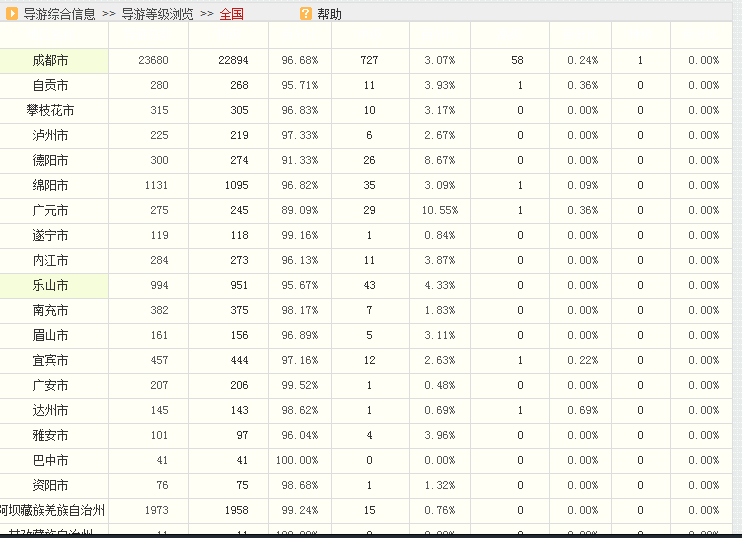 导游综合信息 >> 导游等级浏览 >> 全国 帮助
成都市 23680 22894 96.68% 727 3.07% 58 0.24% 1 0.00%
自贡市 280 268 95.71% 11 3.93% 1 0.36% 0 0.00%
攀枝花市 315 305 96.83% 10 3.17% 0 0.00% 0 0.00%
泸州市 225 219 97.33% 6 2.67% 0 0.00% 0 0.00%
德阳市 300 274 91.33% 26 8.67% 0 0.00% 0 0.00%
绵阳市 1131 1095 96.82% 35 3.09% 1 0.09% 0 0.00%
广元市 275 245 89.09% 29 10.55% 1 0.36% 0 0.00%
遂宁市 119 118 99.16% 1 0.84% 0 0.00% 0 0.00%
内江市 284 273 96.13% 11 3.87% 0 0.00% 0 0.00%
乐山市 994 951 95.67% 43 4.33% 0 0.00% 0 0.00%
南充市 382 375 98.17% 7 1.83% 0 0.00% 0 0.00%
眉山市 161 156 96.89% 5 3.11% 0 0.00% 0 0.00%
宜宾市 457 444 97.16% 12 2.63% 1 0.22% 0 0.00%
广安市 207 206 99.52% 1 0.48% 0 0.00% 0 0.00%
达州市 145 143 98.62% 1 0.69% 1 0.69% 0 0.00%
雅安市 101 97 96.04% 4 3.96% 0 0.00% 0 0.00%
巴中市 41 41 100.00% 0 0.00% 0 0.00% 0 0.00%
资阳市 76 75 98.68% 1 1.32% 0 0.00% 0 0.00%
阿坝藏族羌族自治州 1973 1958 99.24% 15 0.76% 0 0.00% 0 0.00%